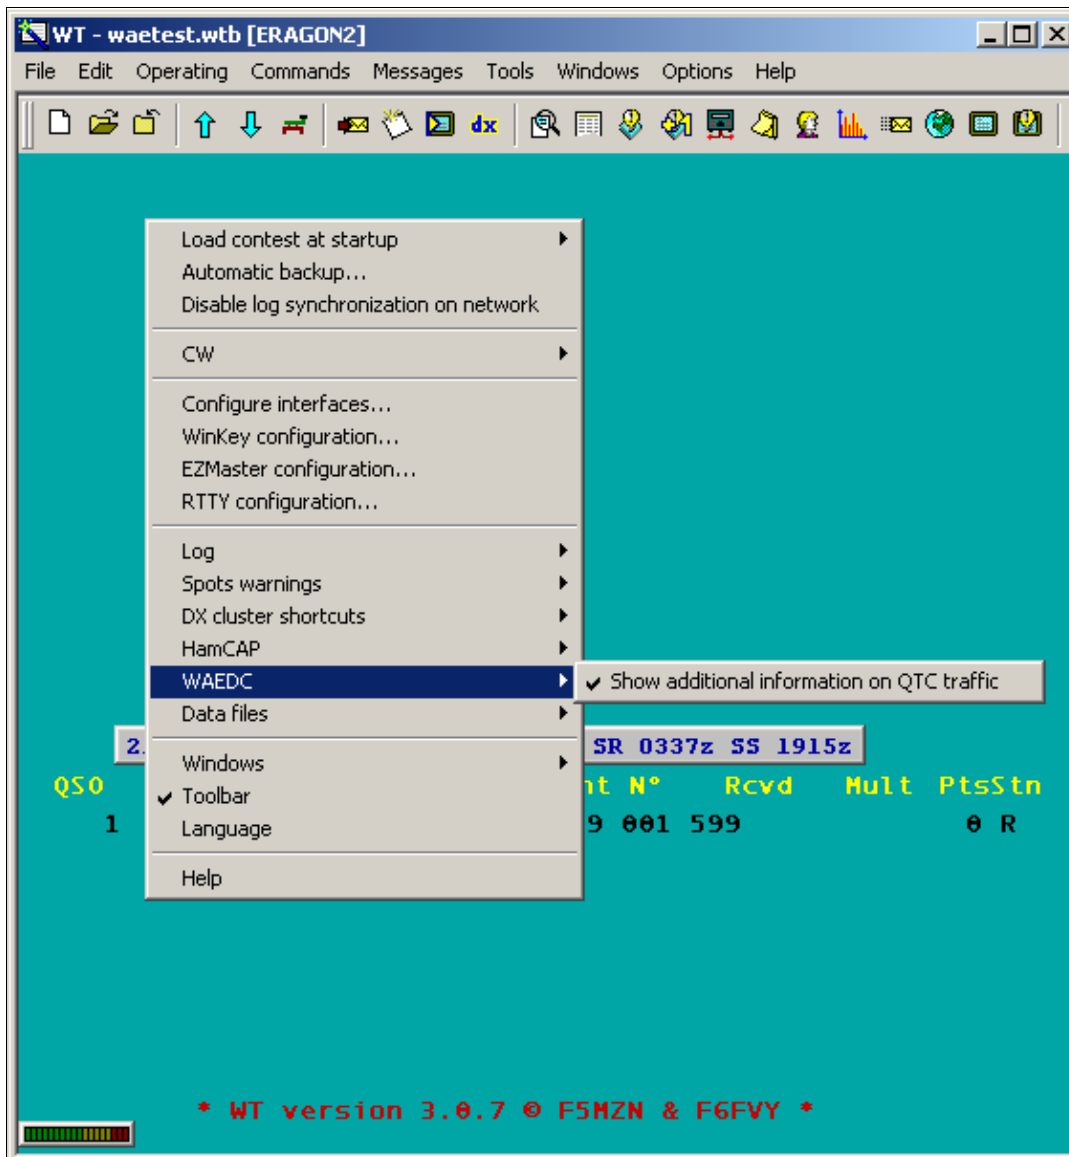 WT - waetest.wtb [ERAGON2]
File Edit Operating Commands Messages Tools Windows Options Help
dx
Load contest at startup
Automatic backup...
Disable log synchronization on network
CW
Configure interfaces...
WinKey configuration...
EZMaster configuration...
RTTY configuration...
Log
Spots warnings
DX cluster shortcuts
HamCAP
WAEDC
Show additional information on QTC traffic
Data files
2. SR 0337z SS 1915z
Windows
QSO nt N° Rcvd Mult PtsStn
Toolbar
1 9 001 599 0 R
Language
Help
* WT version 3.0.7 © F5MZN & F6FVY *